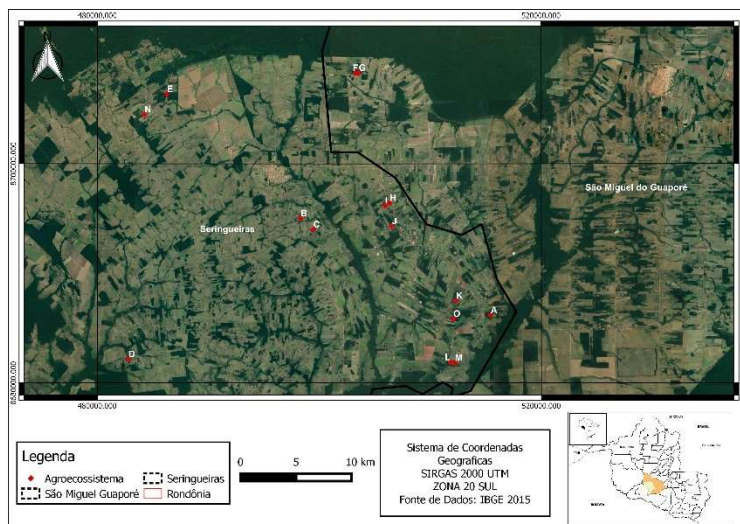 480000.000
520000.000
FG
E
N
8700000.000
São Miguel do Guaporé
I H
B
J
Seringueiras
C
K
O
A
L M
D
8680000.000
480000.000
520000.000
Legenda
Agroecossistema
Seringueiras
São Miguel Guaporé
Rondônia
0
5
10 km
Sistema de Coordenadas
Geograficas
SIRGAS 2000 UTM
ZONA 20 SUL
Fonte de Dados: IBGE 2015